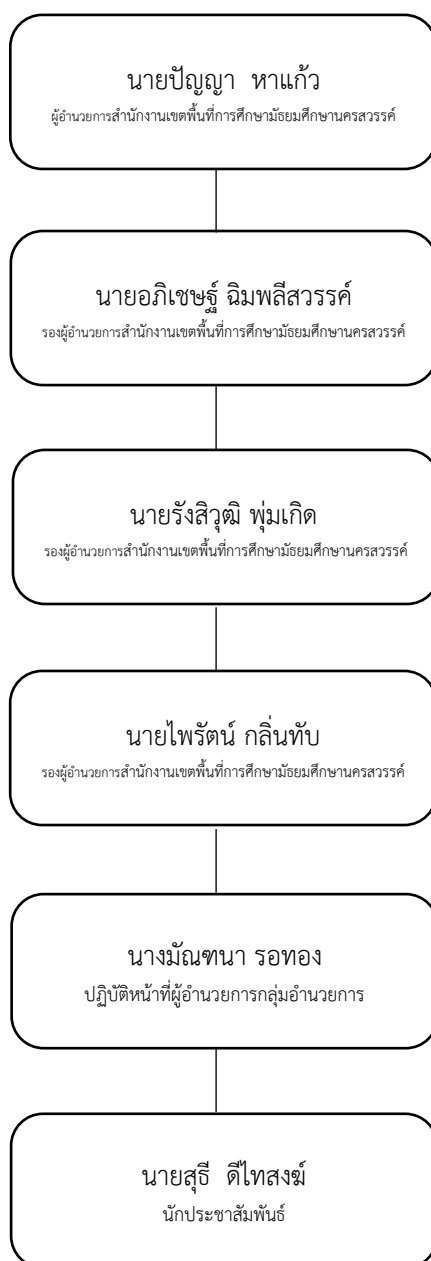 นายปัญญา  หาแก้ว
ผู้อำนวยการสำนักงานเขตพื้นที่การศึกษามัธยมศึกษานครสวรรค์
นายอภิเชษฐ์ ฉิมพลีสวรรค์
รองผู้อำนวยการสำนักงานเขตพื้นที่การศึกษามัธยมศึกษานครสวรรค์
นายรังสิวุฒิ พุ่มเกิด
รองผู้อำนวยการสำนักงานเขตพื้นที่การศึกษามัธยมศึกษานครสวรรค์
นายไพรัตน์ กลิ่นทับ
รองผู้อำนวยการสำนักงานเขตพื้นที่การศึกษามัธยมศึกษานครสวรรค์
นางมัณฑนา รอทอง
ปฏิบัติหน้าที่ผู้อำนวยการกลุ่มอำนวยการ
นายสุธี  ดีไทสงฆ์
นักประชาสัมพันธ์